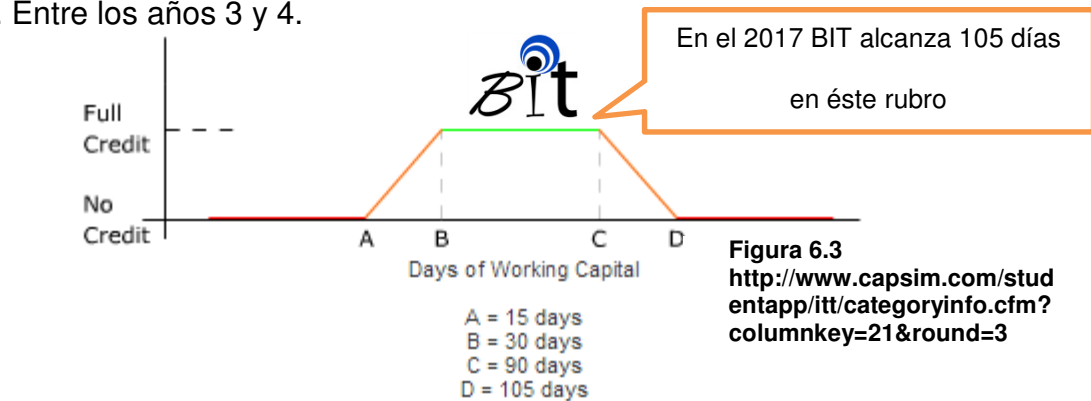 . Entre los años 3 y 4.
En el 2017 BIT alcanza 105 días
en éste rubro
BIt
Full
Credit
No
Credit
A B C D
Days of Working Capital
A = 15 days
B = 30 days
C = 90 days
D = 105 days
Figura 6.3
http://www.capsim.com/stud
entapp/itt/categoryinfo.cfm?
columnkey=21&round=3